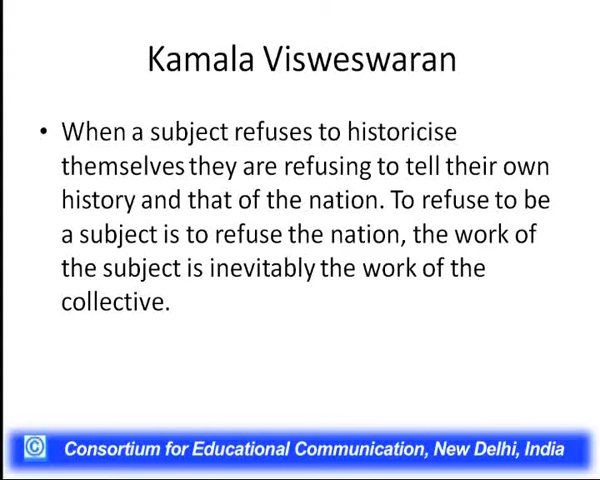 Kamala Visweswaran
• When a subject refuses to historicise
themselves they are refusing to tell their own
history and that of the nation. To refuse to be
a subject is to refuse the nation, the work of
the subject is inevitably the work of the
collective.
© Consortium for Educational Communication, New Delhi, India